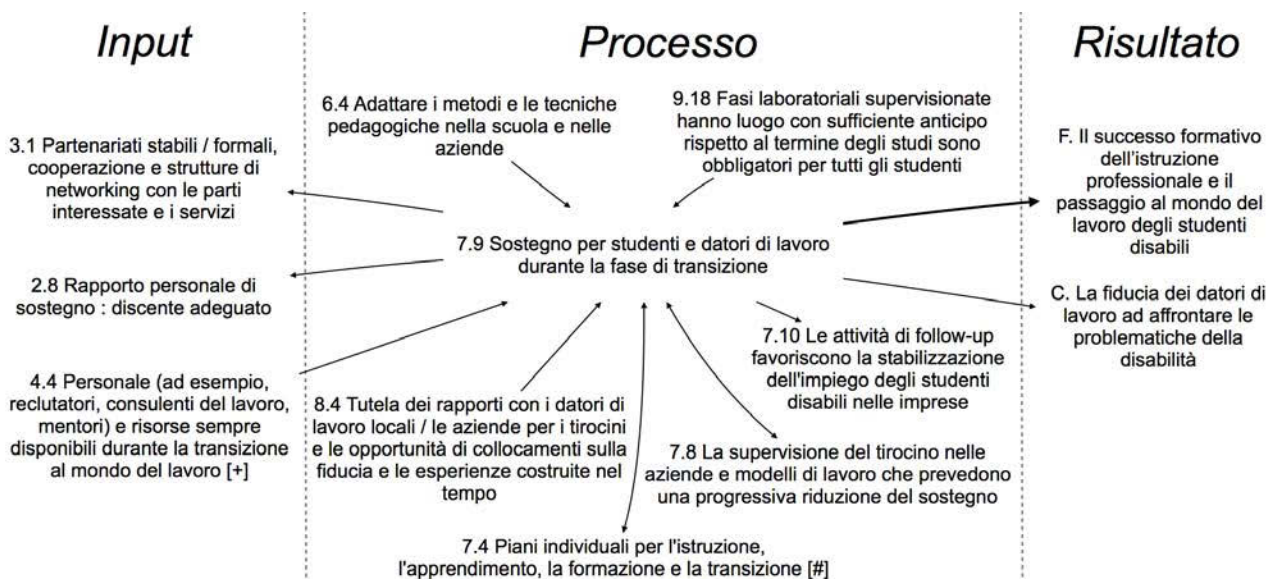 Input
Processo
Risultato
3.1 Partenariati stabili / formali,
cooperazione e strutture di
networking con le parti
interessate e i servizi
2.8 Rapporto personale di
sostegno : discente adeguato
4.4 Personale (ad esempio,
reclutatori, consulenti del lavoro,
mentori) e risorse sempre
disponibili durante la transizione
al mondo del lavoro [+]
6.4 Adattare i metodi e le tecniche
pedagogiche nella scuola e nelle
aziende
9.18 Fasi laboratoriali supervisionate
hanno luogo con sufficiente anticipo
rispetto al termine degli studi sono
obbligatori per tutti gli studenti
7.9 Sostegno per studenti e datori di lavoro
durante la fase di transizione
7.10 Le attività di follow-up
favoriscono la stabilizzazione
dell'impiego degli studenti
disabili nelle imprese
8.4 Tutela dei rapporti con i datori di
lavoro locali / le aziende per i tirocini
e le opportunità di collocamenti sulla
fiducia e le esperienze costruite nel
tempo
7.8 La supervisione del tirocino nelle
aziende e modelli di lavoro che prevedono
una progressiva riduzione del sostegno
7.4 Piani individuali per l'istruzione,
l'apprendimento, la formazione e la transizione [#]
F. Il successo formativo
dell'istruzione
professionale e il
passaggio al mondo del
lavoro degli studenti
disabili
C. La fiducia dei datori di
lavoro ad affrontare le
problematiche della
disabilità